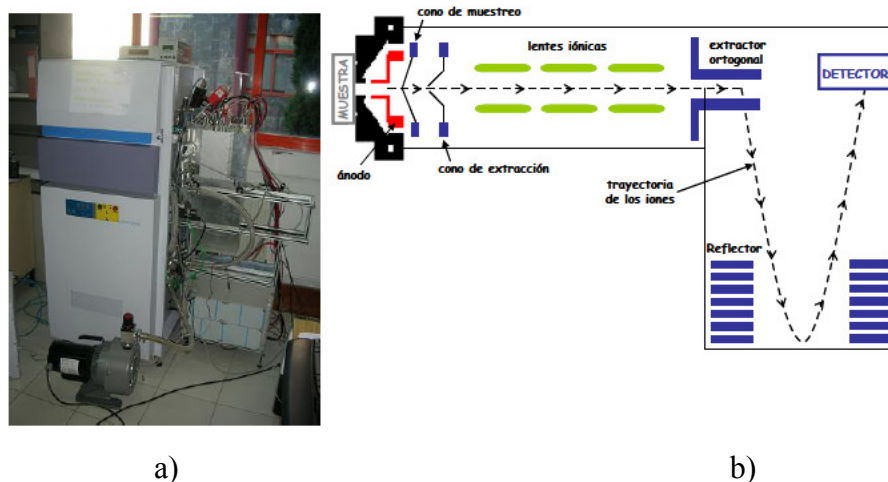 cono de muestreo
lentes iónicas
extractor
ortogonal
DETECTOR
MUESTRA
ánodo
cono de extracción
trayectoria
de los iones
Reflector
a)
b)